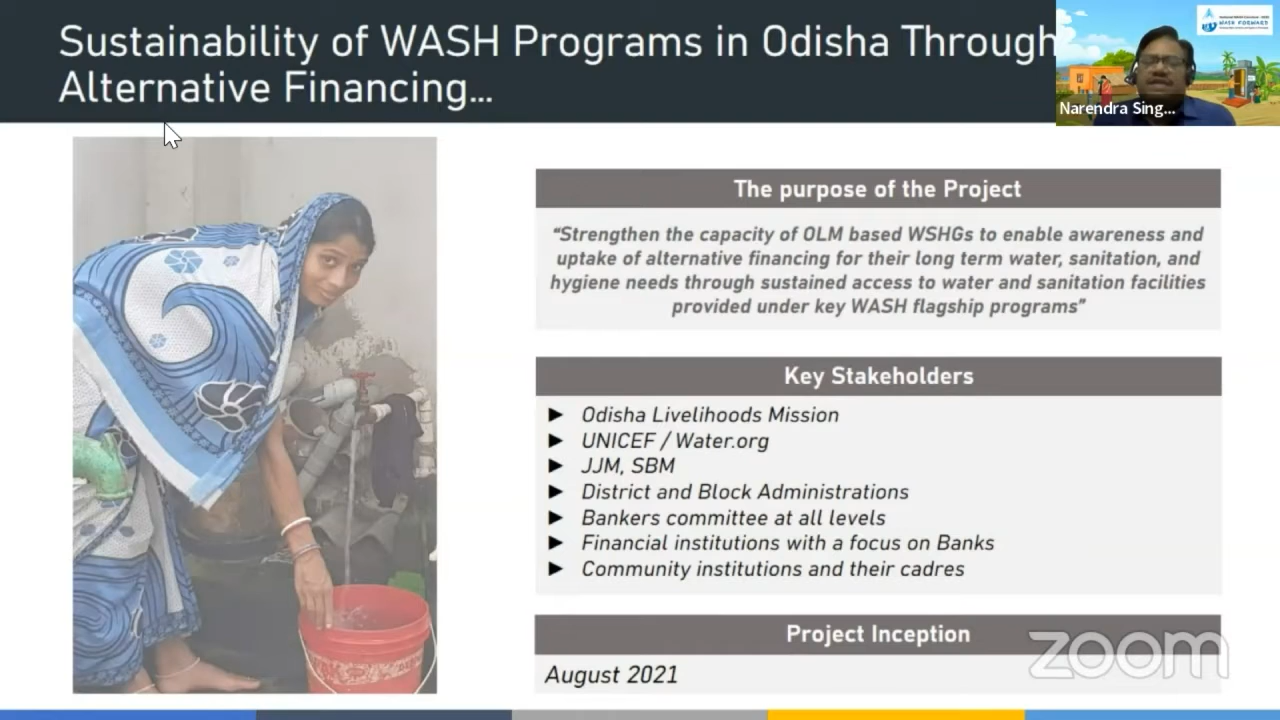 Sustainability of WASH Programs in Odisha Through
Alternative Financing...
WASH FORWARD
Narendra Sing...
The purpose of the Project
“Strengthen the capacity of OLM based WSHGs to enable awareness and
uptake of alternative financing for their long term water, sanitation, and
hygiene needs through sustained access to water and sanitation facilities
provided under key WASH flagship programs”
Key Stakeholders
► Odisha Livelihoods Mission
► UNICEF / Water.org
► JJM, SBM
► District and Block Administrations
► Bankers committee at all levels
► Financial institutions with a focus on Banks
► Community institutions and their cadres
Project Inception
August 2021
zoom